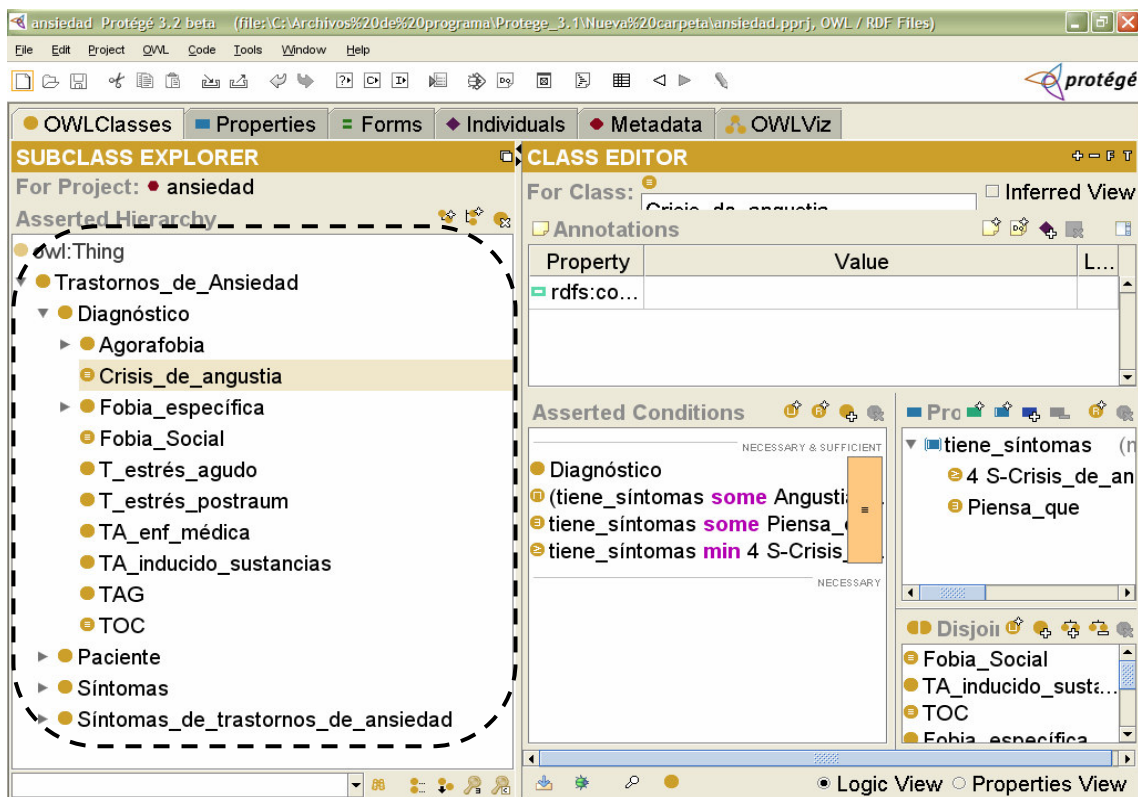 ansiedad Protégé 3.2 beta (file:\C:\Archivos%20de%20programa\Protege_3.1\Nueva%20carpeta\ansiedad.pprj, OWL / RDF Files)
File Edit Project OWL Code Tools Window Help
protégé
OWLClasses Properties Forms Individuals Metadata OWLViz
SUBCLASS EXPLORER
For Project: ansiedad
Asserted Hierarchy
owl:Thing
Trastornos_de_Ansiedad
Diagnóstico
Agorafobia
Crisis_de_angustia
Fobia_específica
Fobia_Social
T_estrés_agudo
T_estrés_postraum
TA_enf_médica
TA_inducido_sustancias
TAG
TOC
Paciente
Síntomas
Síntomas_de_trastornos_de_ansiedad
CLASS EDITOR
For Class: Crisis_de_angustia Inferred View
Annotations
Property Value L...
rdfs:co...
Asserted Conditions
NECESSARY & SUFFICIENT
Diagnóstico
(tiene_síntomas some Angusti
tiene_síntomas some Piensa_
tiene_síntomas min 4 S-Crisis_
NECESSARY
Pro
tiene_síntomas (
4 S-Crisis_de_an
Piensa_que
Disjoi
Fobia_Social
TA_inducido_susta...
TOC
Fobia_específica
Logic View Properties View